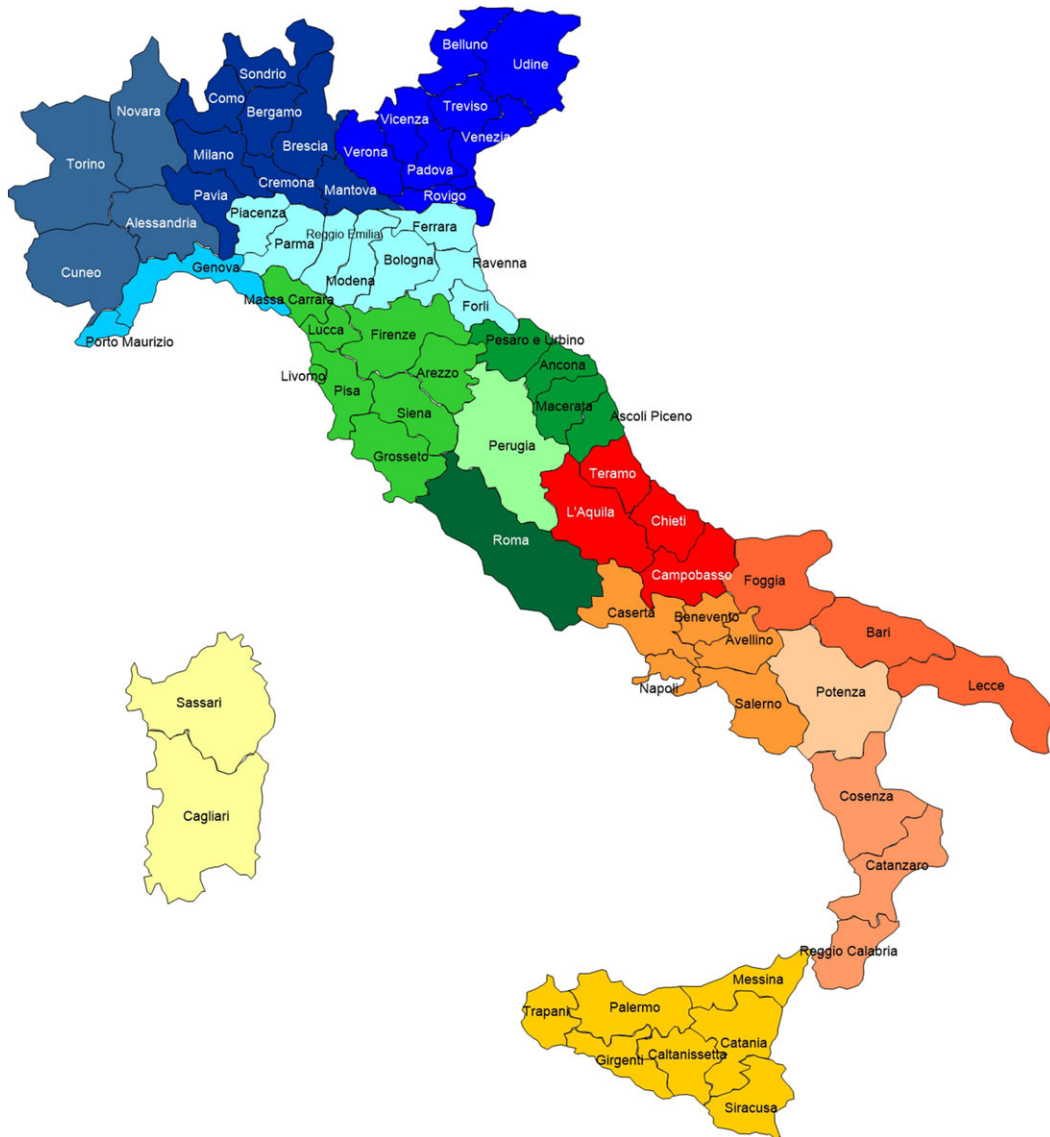 Belluno
Udine
Sondrio
Como
Novara
Bergamo
Treviso
Vicenza
Venezia
Brescia
Verona
Milano
Torino
Padova
Cremona
Mantova
Pavia
Rovigo
Piacenza
Alessandria
Ferrara
Reggio Emilia
Parma
Bologna
Ravenna
Genova
Cuneo
Modena
Massa Carrara
Forli
Lucca
Firenze
Pesaro e Urbino
Porto Maurizio
Ancona
Arezzo
Livorno
Pisa
Macerata
Siena
Ascoli Piceno
Perugia
Grosseto
Teramo
L'Aquila
Chieti
Roma
Campobasso
Foggia
Caserta
Benevento
Bari
Avellino
Lecce
Napoli
Potenza
Sassari
Salerno
Cosenza
Cagliari
Catanzaro
Reggio Calabria
Messina
Palermo
Trapani
Catania
Caltanissetta
Girgenti
Siracusa